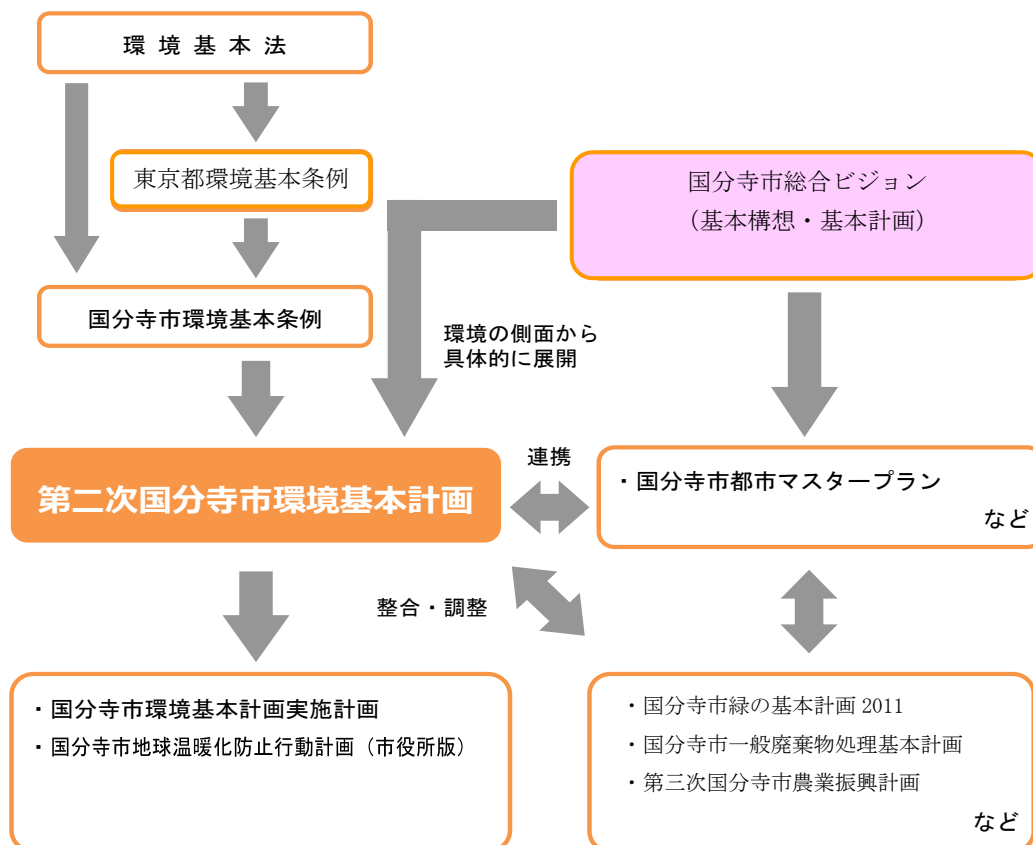 環境基本法
東京都環境基本条例
国分寺市総合ビジョン
（基本構想・基本計画）
国分寺市環境基本条例
環境の側面から
具体的に展開
第二次国分寺市環境基本計画
連携
・国分寺市都市マスタープラン
など
整合・調整
・国分寺市環境基本計画実施計画
・国分寺市地球温暖化防止行動計画（市役所版）
・国分寺市緑の基本計画 2011
・国分寺市一般廃棄物処理基本計画
・第三次国分寺市農業振興計画
など